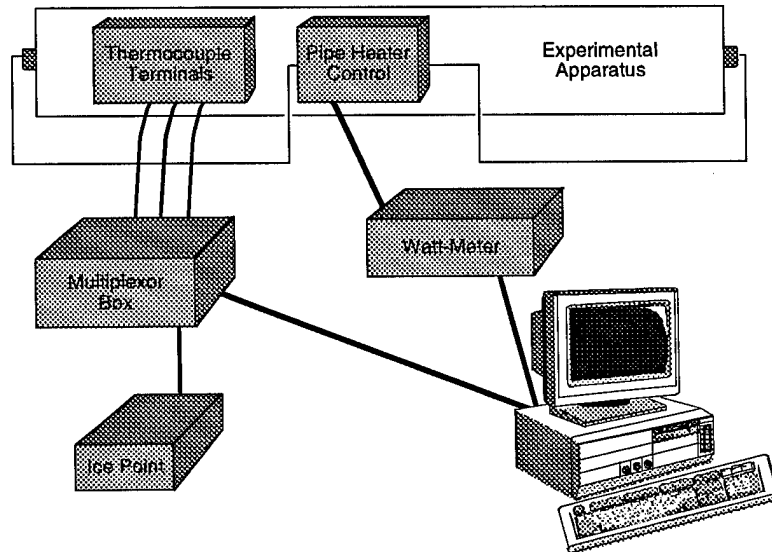 Thermocouple
Terminals
Pipe Heater
Control
Experimental
Apparatus
Multiplexor
Box
Watt-Meter
Ice Point